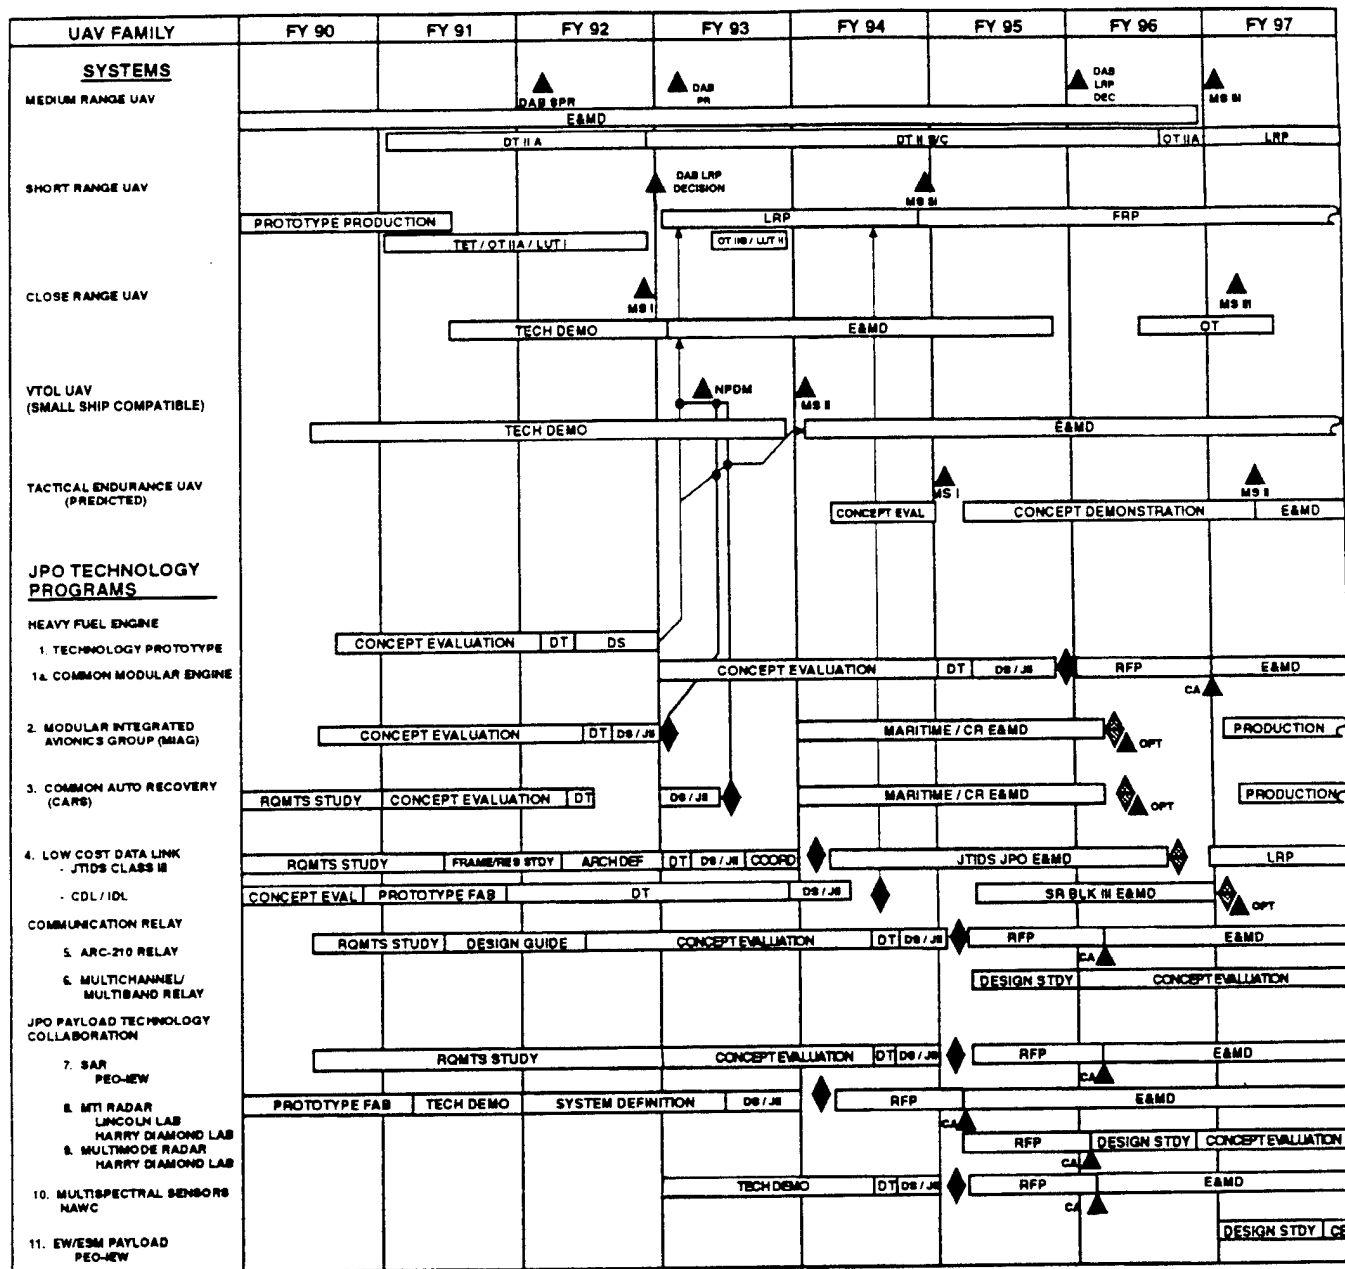 UAV FAMILY FY 90 FY 91 FY 92 FY 93 FY 94 FY 95 FY 96 FY 97
SYSTEMS
MEDIUM RANGE UAV
DAB SPR
DAB
PR
DAB
LRP
DEC
MS III
E&MD
DT II A DT II B/C OT IIA LRP
SHORT RANGE UAV
DAB LRP
DECISION
MS III
PROTOTYPE PRODUCTION LRP FRP
TET / OT IIA / LUT I OT IIB / LUT II
CLOSE RANGE UAV
MS I MS III
TECH DEMO E&MD OT
VTOL UAV
(SMALL SHIP COMPATIBLE)
NPDM MS II
TECH DEMO E&MD
TACTICAL ENDURANCE UAV
(PREDICTED)
MS I MS II
CONCEPT EVAL CONCEPT DEMONSTRATION E&MD
JPO TECHNOLOGY
PROGRAMS
HEAVY FUEL ENGINE
1. TECHNOLOGY PROTOTYPE CONCEPT EVALUATION DT DS
1a. COMMON MODULAR ENGINE CONCEPT EVALUATION DT DS / JS RFP E&MD
CA
2. MODULAR INTEGRATED
AVIONICS GROUP (MIAG)
CONCEPT EVALUATION DT DS / JS MARITIME / CR E&MD OPT PRODUCTION
3. COMMON AUTO RECOVERY
(CARS)
RQMTS STUDY CONCEPT EVALUATION DT DS / JS MARITIME / CR E&MD OPT PRODUCTION
4. LOW COST DATA LINK
- JTIDS CLASS III
RQMTS STUDY FRAME/RES STDY ARCH DEF DT DS / JS COORD JTIDS JPO E&MD LRP
- CDL / IDL CONCEPT EVAL PROTOTYPE FAB DT DS / JS SR BLK III E&MD OPT
COMMUNICATION RELAY
5. ARC-210 RELAY RQMTS STUDY DESIGN GUIDE CONCEPT EVALUATION DT DS / JS RFP E&MD
CA
6. MULTICHANNEL/
MULTIBAND RELAY
DESIGN STDY CONCEPT EVALUATION
JPO PAYLOAD TECHNOLOGY
COLLABORATION
7. SAR
PEO-IEW
RQMTS STUDY CONCEPT EVALUATION DT DS / JS RFP E&MD
CA
8. MTI RADAR
LINCOLN LAB
HARRY DIAMOND LAB
PROTOTYPE FAB TECH DEMO SYSTEM DEFINITION DS / JS RFP E&MD
CA
9. MULTIMODE RADAR
HARRY DIAMOND LAB
RFP DESIGN STDY CONCEPT EVALUATION
CA
10. MULTISPECTRAL SENSORS
NAWC
TECH DEMO DT DS / JS RFP E&MD
CA
11. EW/ESM PAYLOAD
PEO-IEW
DESIGN STDY CE